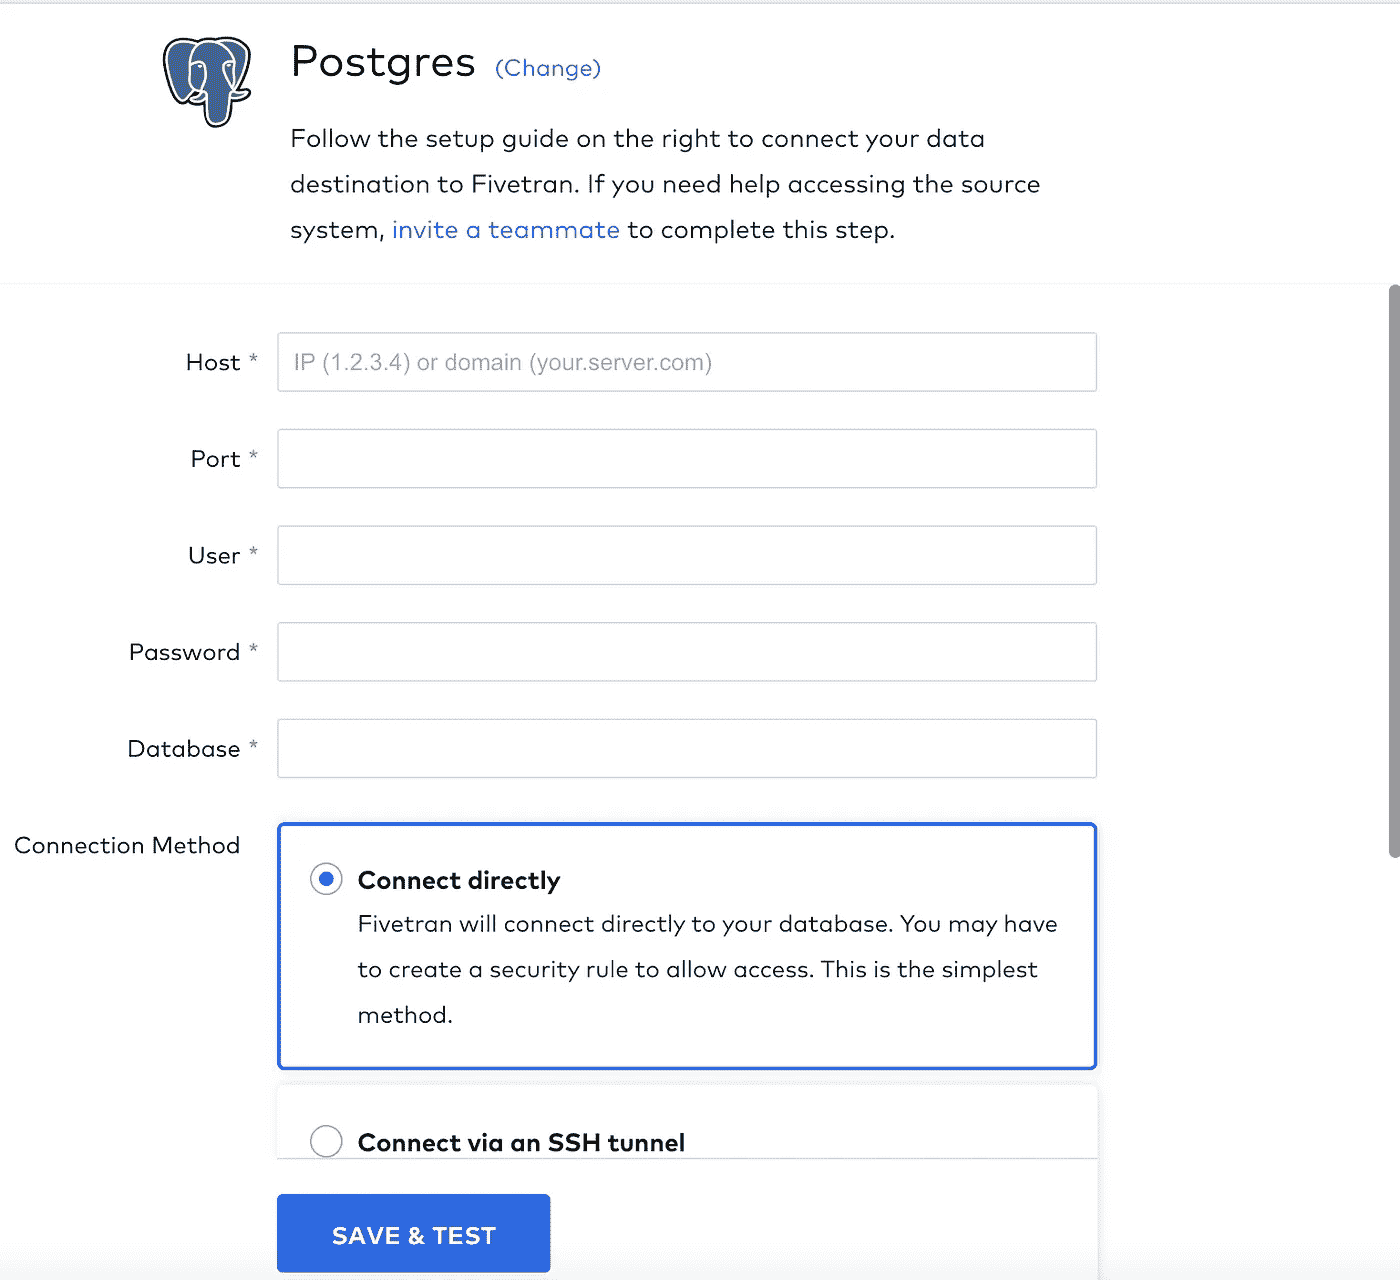 Postgres (Change)
Follow the setup guide on the right to connect your data
destination to Fivetran. If you need help accessing the source
system, invite a teammate to complete this step.
Host *
IP (1.2.3.4) or domain (your.server.com)
Port *
User *
Password *
Database *
Connection Method
Connect directly
Fivetran will connect directly to your database. You may have
to create a security rule to allow access. This is the simplest
method.
Connect via an SSH tunnel
SAVE & TEST